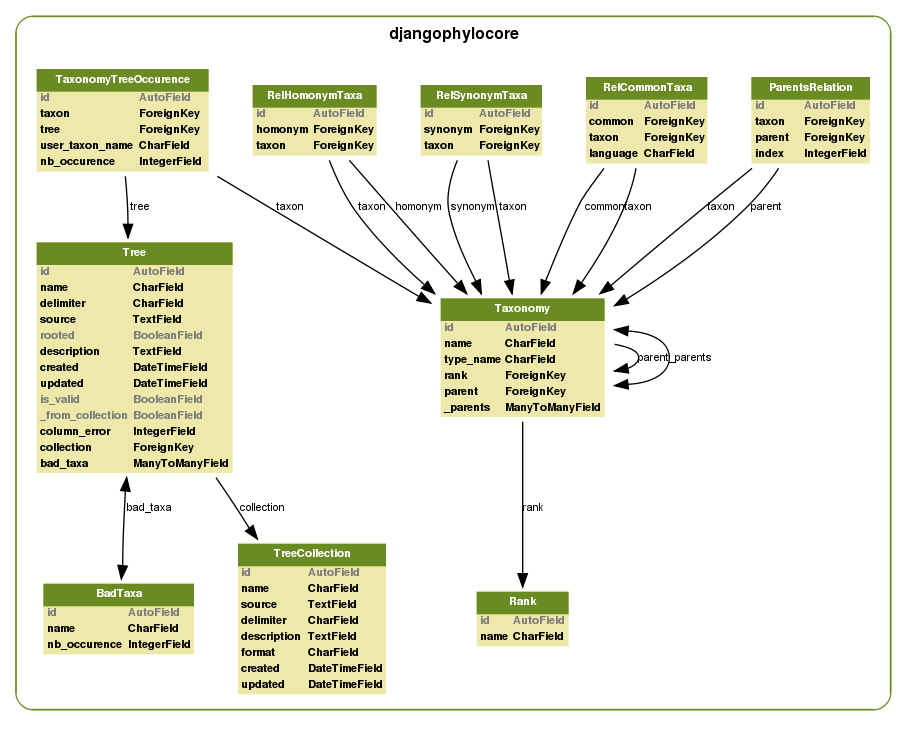 djangophylocore
TaxonomyTreeOccurence
id AutoField
taxon ForeignKey
tree ForeignKey
user_taxon_name CharField
nb_occurence IntegerField
RelHomonymTaxa
id AutoField
homonym ForeignKey
taxon ForeignKey
RelSynonymTaxa
id AutoField
synonym ForeignKey
taxon ForeignKey
RelCommonTaxa
id AutoField
common ForeignKey
taxon ForeignKey
language CharField
ParentsRelation
id AutoField
taxon ForeignKey
parent ForeignKey
index IntegerField
tree
taxon
taxon
homonym
synonym
taxon
common
taxon
taxon
parent
Tree
id AutoField
name CharField
delimiter CharField
source TextField
rooted BooleanField
description TextField
created DateTimeField
updated DateTimeField
is_valid BooleanField
_from_collection BooleanField
column_error IntegerField
collection ForeignKey
bad_taxa ManyToManyField
Taxonomy
id AutoField
name CharField
type_name CharField
rank ForeignKey
parent ForeignKey
_parents ManyToManyField
parent
_parents
bad_taxa
collection
rank
BadTaxa
id AutoField
name CharField
nb_occurence IntegerField
TreeCollection
id AutoField
name CharField
source TextField
delimiter CharField
description TextField
format CharField
created DateTimeField
updated DateTimeField
Rank
id AutoField
name CharField